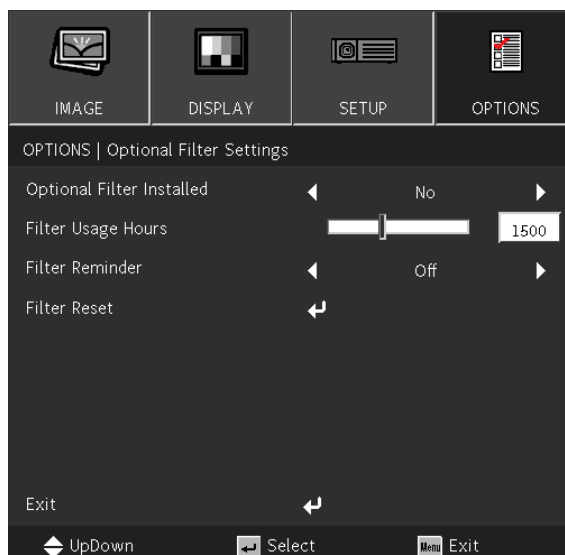 IMAGE DISPLAY SETUP OPTIONS
OPTIONS | Optional Filter Settings
Optional Filter Installed No
Filter Usage Hours 1500
Filter Reminder Off
Filter Reset
Exit
UpDown Select Menu Exit